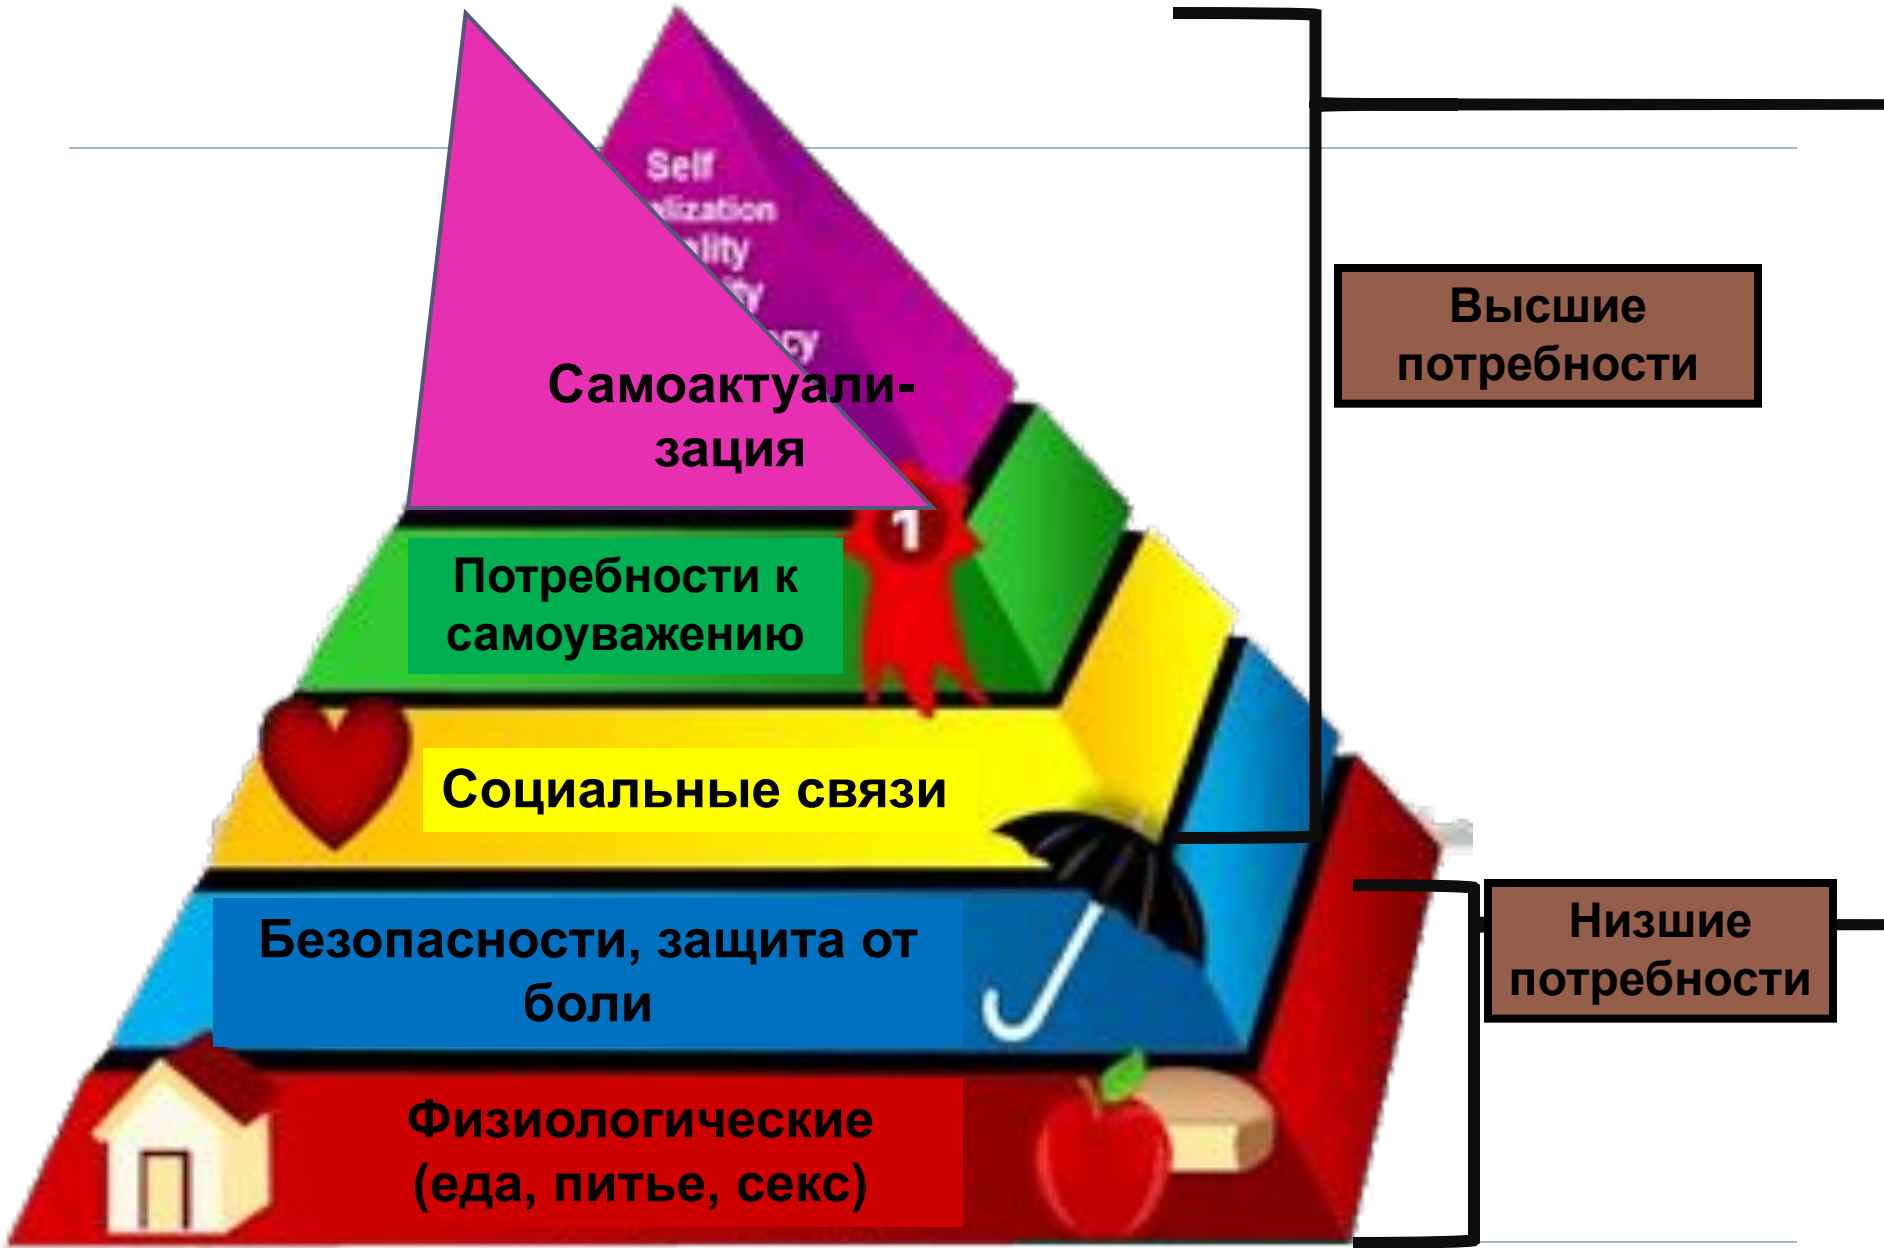 Self
Самоактуали-
зация
1
Потребности к
самоуважению
Социальные связи
Безопасности, защита от
боли
Физиологические
(еда, питье, секс)
Высшие
потребности
Низшие
потребности